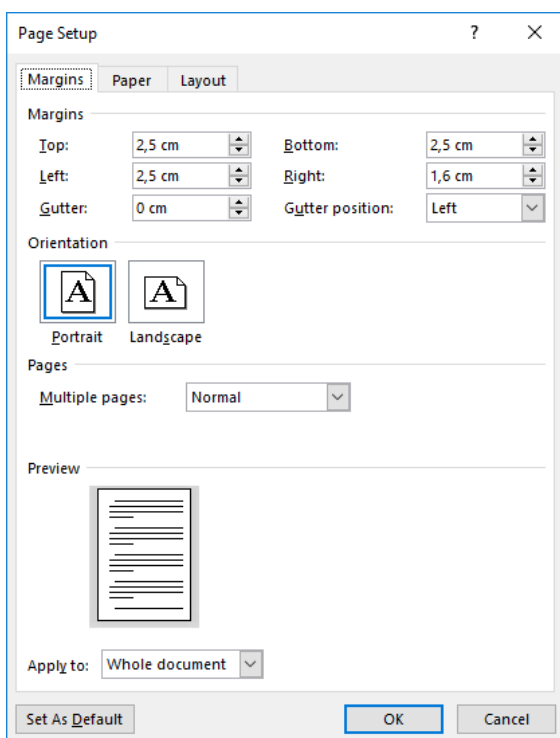 Page Setup ? X
Margins Paper Layout
Margins
Top: 2,5 cm Bottom: 2,5 cm
Left: 2,5 cm Right: 1,6 cm
Gutter: 0 cm Gutter position: Left
Orientation
A A
Portrait Landscape
Pages
Multiple pages: Normal
Preview
Apply to: Whole document
Set As Default OK Cancel